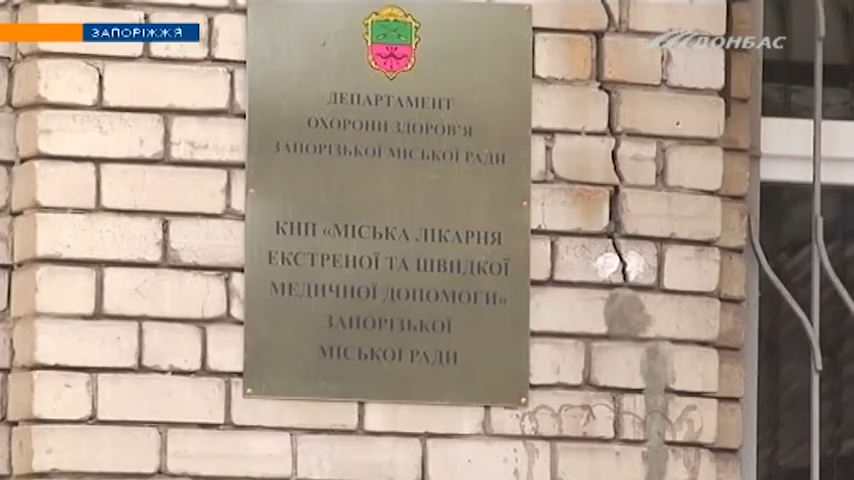 ЗАПОРІЖЖЯ
ДОНБАС
ДЕПАРТАМЕНТ
ОХОРОНИ ЗДОРОВ'Я
ЗАПОРІЗЬКОЇ МІСЬКОЇ РАДИ
КНП «МІСЬКА ЛІКАРНЯ
ЕКСТРЕНОЇ ТА ШВИДКОЇ
МЕДИЧНОЇ ДОПОМОГИ»
ЗАПОРІЗЬКОЇ
МІСЬКОЇ РАДИ